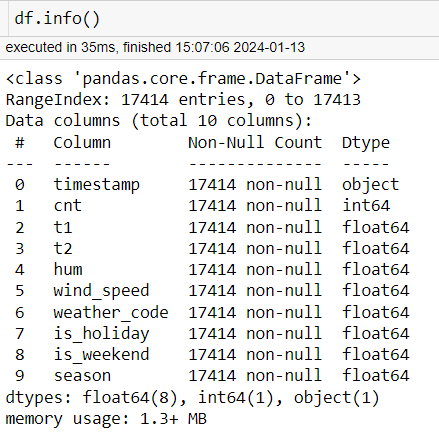 df.info()
executed in 35ms, finished 15:07:06 2024-01-13
<class 'pandas.core.frame.DataFrame'>
RangeIndex: 17414 entries, 0 to 17413
Data columns (total 10 columns):
 #   Column        Non-Null Count  Dtype
---  ------        --------------  -----
 0   timestamp     17414 non-null  object
 1   cnt           17414 non-null  int64
 2   t1            17414 non-null  float64
 3   t2            17414 non-null  float64
 4   hum           17414 non-null  float64
 5   wind_speed    17414 non-null  float64
 6   weather_code  17414 non-null  float64
 7   is_holiday    17414 non-null  float64
 8   is_weekend    17414 non-null  float64
 9   season        17414 non-null  float64
dtypes: float64(8), int64(1), object(1)
memory usage: 1.3+ MB